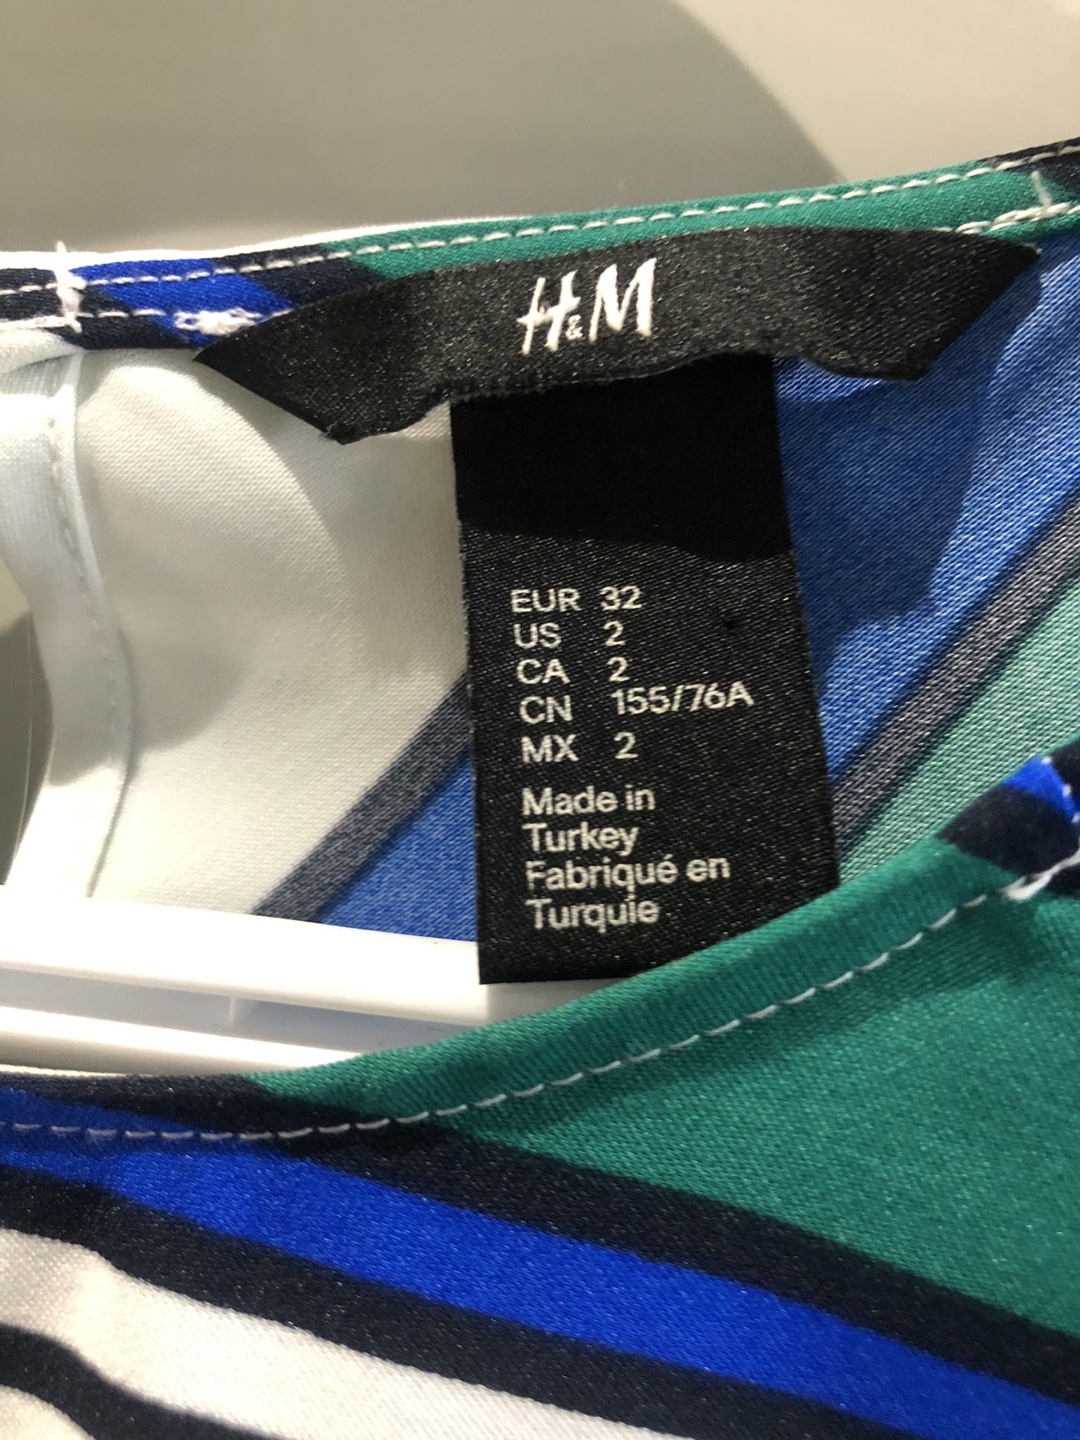 H&M
EUR 32
US 2
CA 2
CN 155/76A
MX 2
Made in
Turkey
Fabriqué en
Turquie